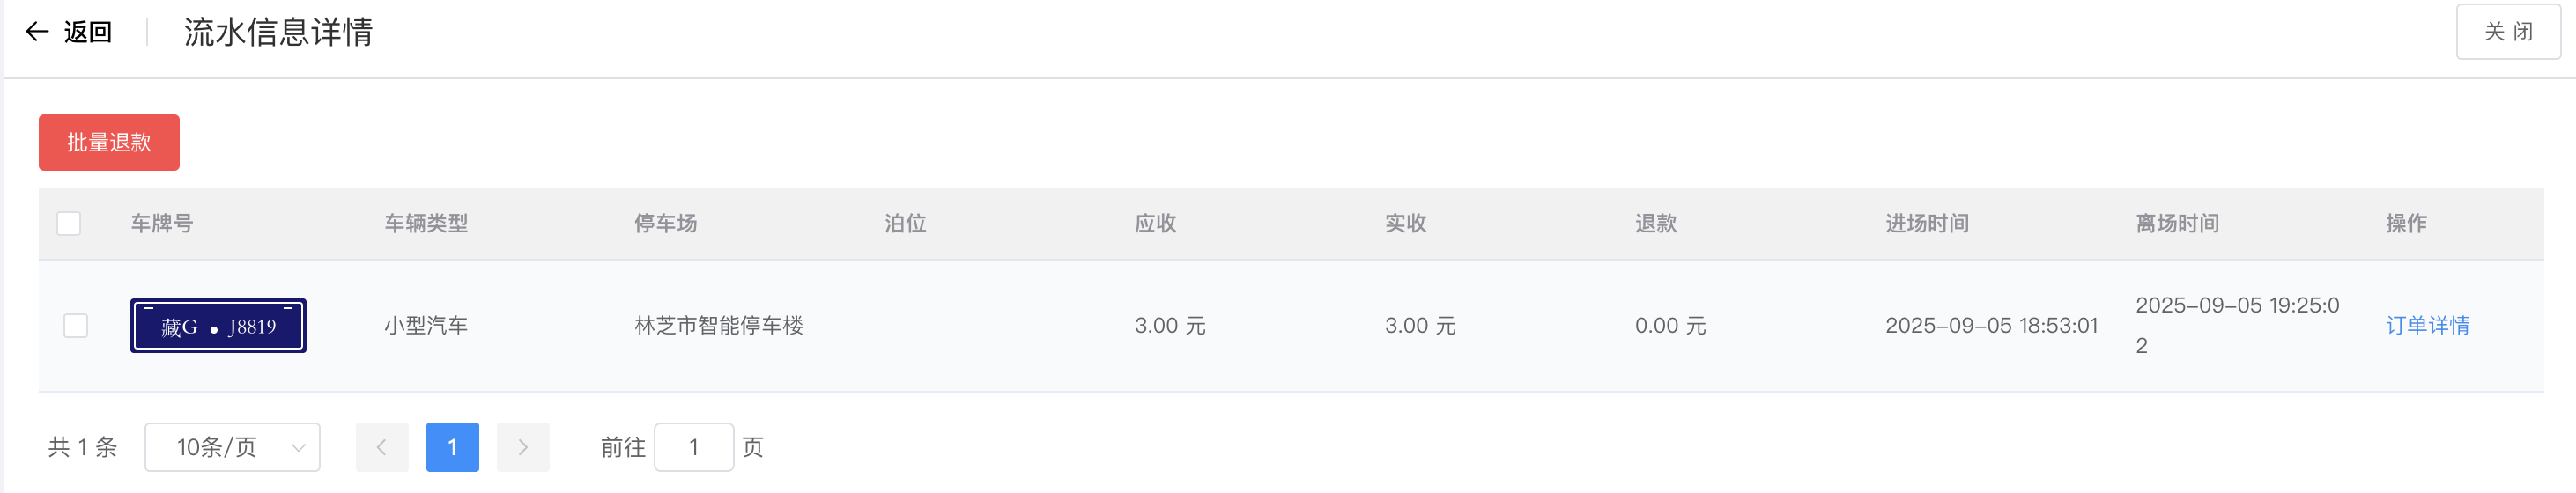 返回 流水信息详情 关 闭
批量退款
车牌号 车辆类型 停车场 泊位 应收 实收 退款 进场时间 离场时间 操作
藏G • J8819 小型汽车 林芝市智能停车楼 3.00 元 3.00 元 0.00 元 2025-09-05 18:53:01 2025-09-05 19:25:0 订单详情
2
共 1 条 10条/页 1 前往 1 页